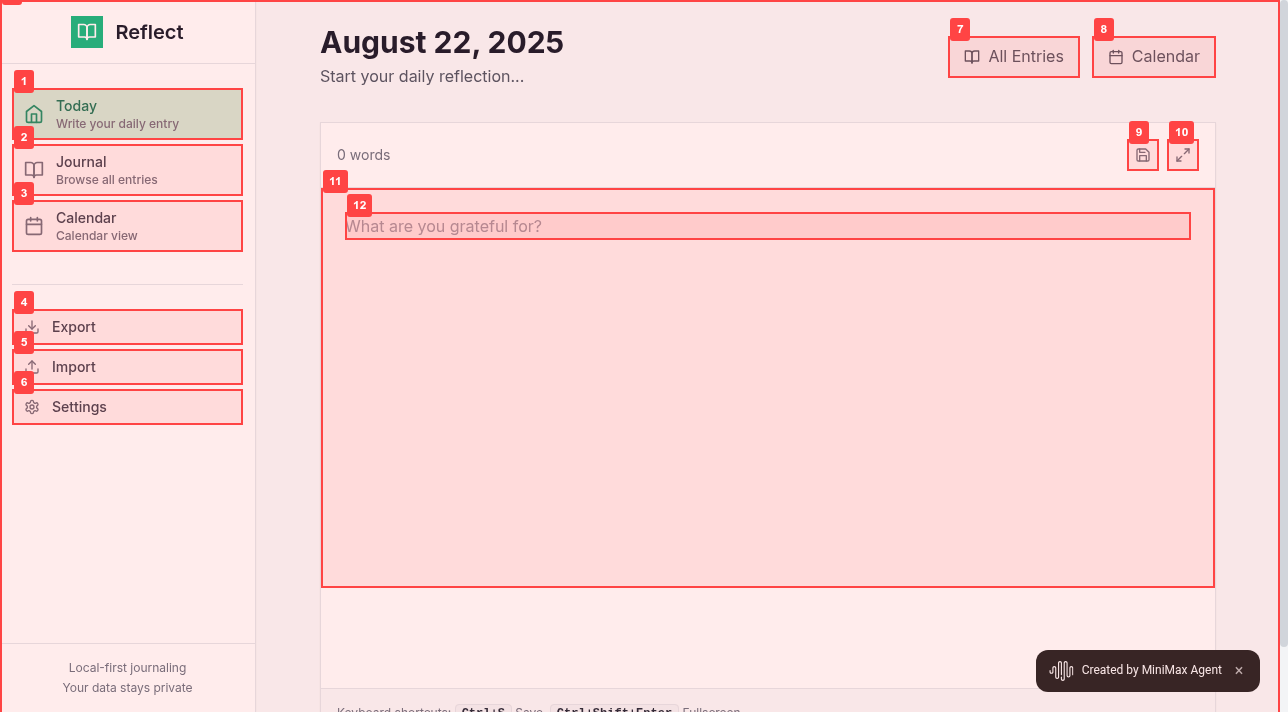 Reflect
1
Today
Write your daily entry
2
Journal
Browse all entries
3
Calendar
Calendar view
4
Export
5
Import
6
Settings
Local-first journaling
Your data stays private
August 22, 2025
Start your daily reflection...
7
All Entries
8
Calendar
0 words
9
10
11
12
What are you grateful for?
Keyboard shortcuts: Ctrl+S Save Ctrl+Shift+Enter Fullscreen
Created by MiniMax Agent ×